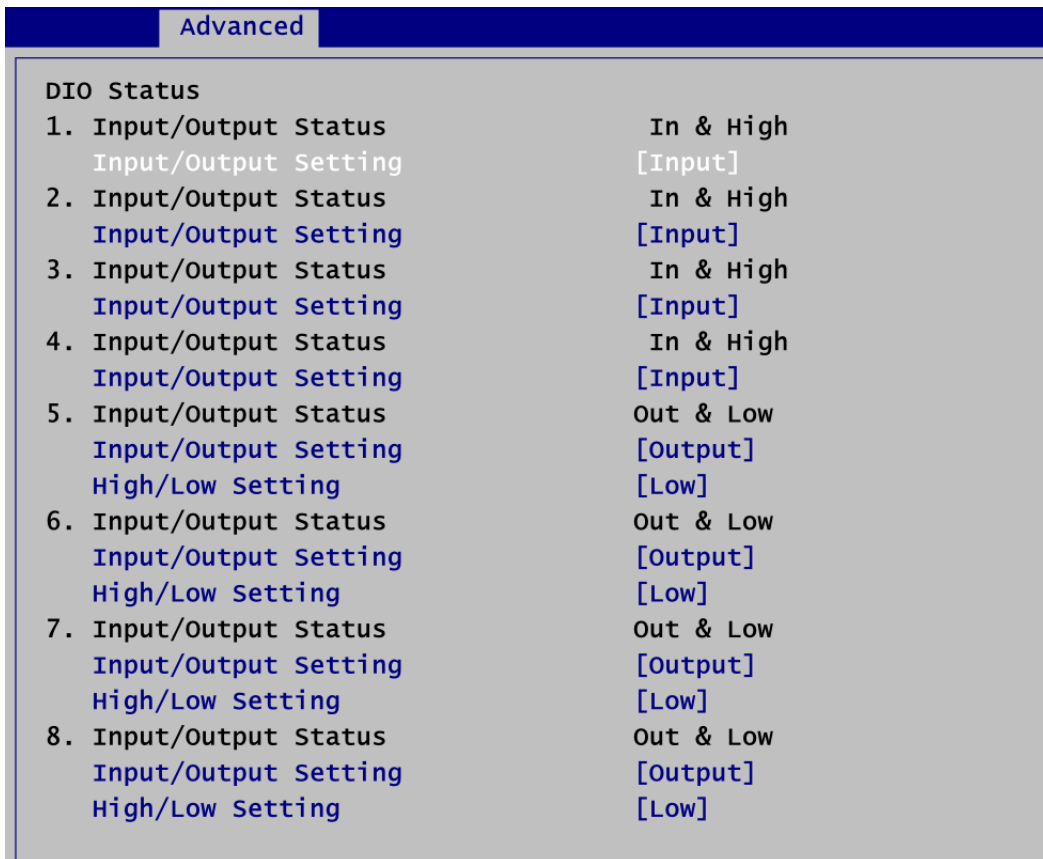 Advanced
DIO Status
1. Input/Output Status In & High
Input/Output Setting [Input]
2. Input/Output Status In & High
Input/Output Setting [Input]
3. Input/Output Status In & High
Input/Output Setting [Input]
4. Input/Output Status In & High
Input/Output Setting [Input]
5. Input/Output Status Out & Low
Input/Output Setting [Output]
High/Low Setting [Low]
6. Input/Output Status Out & Low
Input/Output Setting [Output]
High/Low Setting [Low]
7. Input/Output Status Out & Low
Input/Output Setting [Output]
High/Low Setting [Low]
8. Input/Output Status Out & Low
Input/Output Setting [Output]
High/Low Setting [Low]